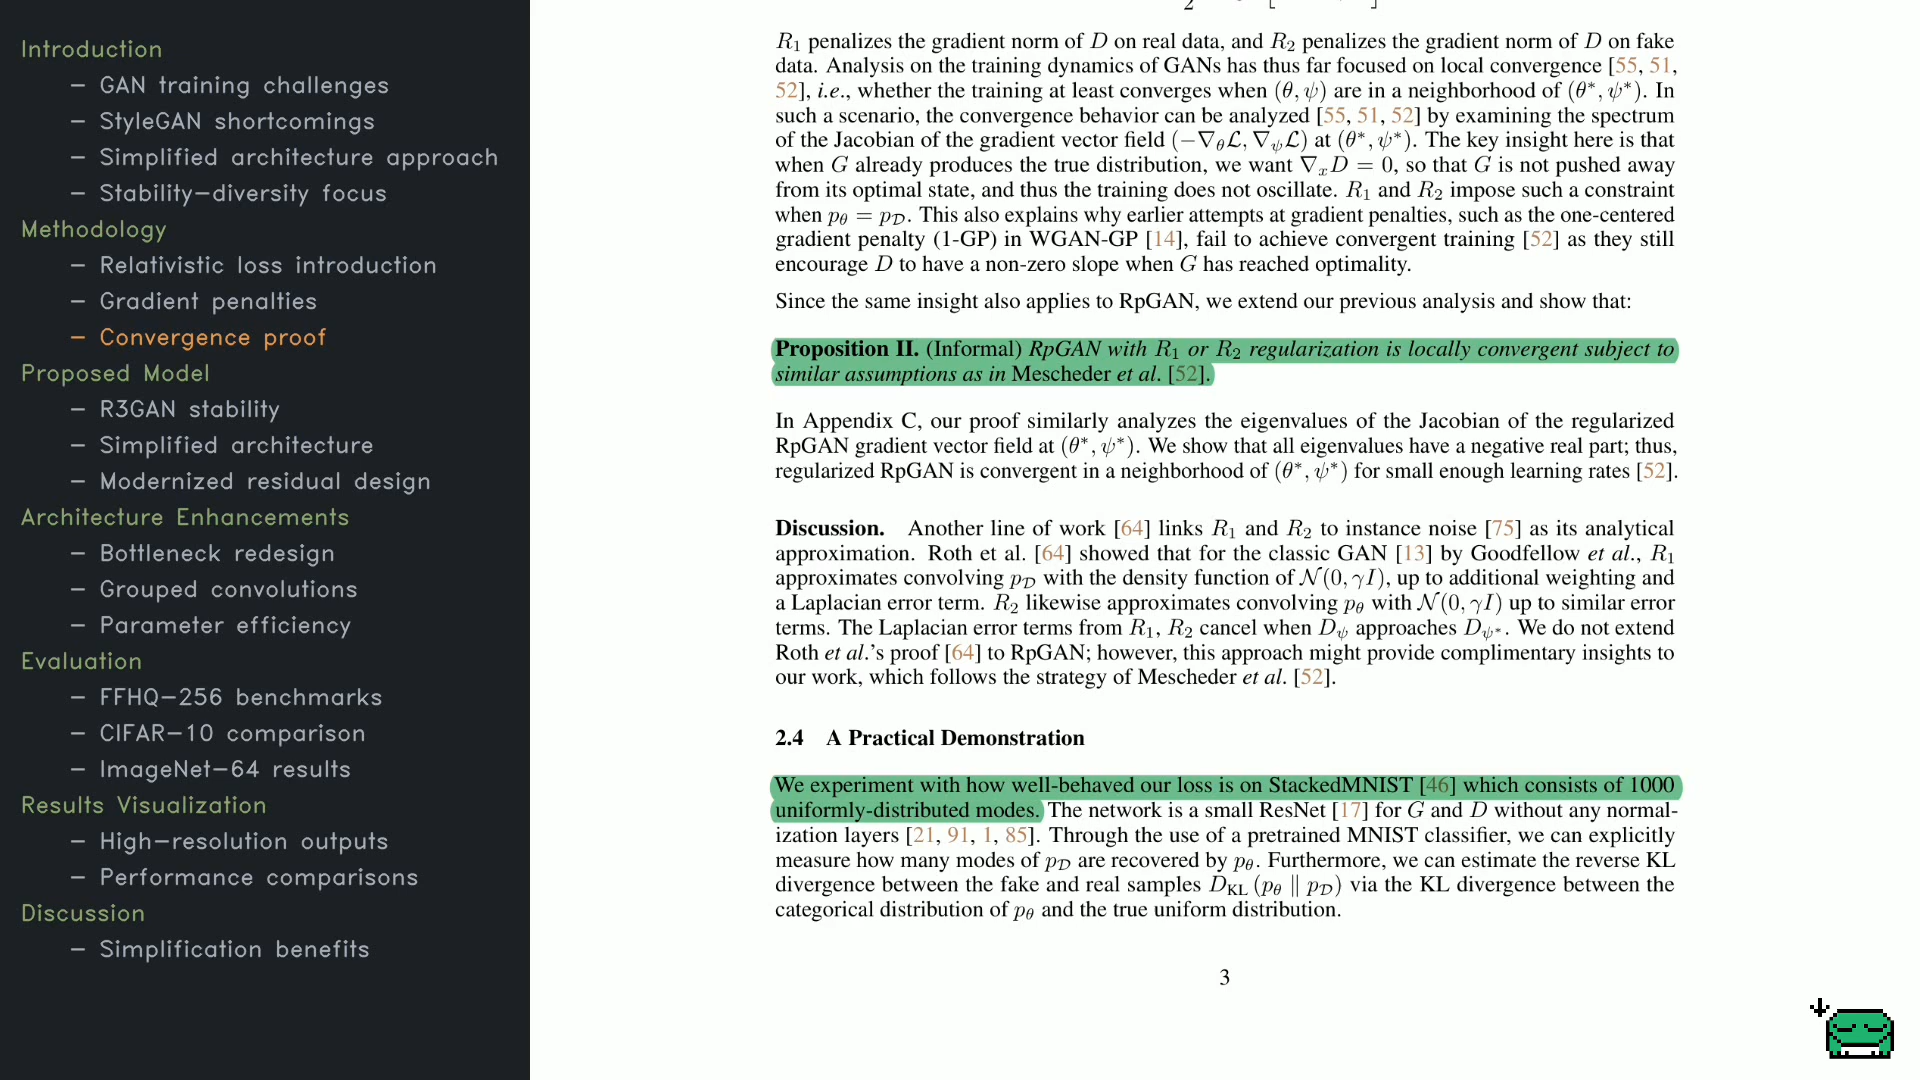 Introduction
– GAN training challenges
– StyleGAN shortcomings
– Simplified architecture approach
– Stability–diversity focus
Methodology
– Relativistic loss introduction
– Gradient penalties
– Convergence proof
Proposed Model
– R3GAN stability
– Simplified architecture
– Modernized residual design
Architecture Enhancements
– Bottleneck redesign
– Grouped convolutions
– Parameter efficiency
Evaluation
– FFHQ–256 benchmarks
– CIFAR–10 comparison
– ImageNet–64 results
Results Visualization
– High–resolution outputs
– Performance comparisons
Discussion
– Simplification benefits
R₁ penalizes the gradient norm of D on real data, and R₂ penalizes the gradient norm of D on fake
data. Analysis on the training dynamics of GANs has thus far focused on local convergence [55, 51,
52], i.e., whether the training at least converges when (θ, ψ) are in a neighborhood of (θ*, ψ*). In
such a scenario, the convergence behavior can be analyzed [55, 51, 52] by examining the spectrum
of the Jacobian of the gradient vector field (−∇θℒ, ∇ψℒ) at (θ*, ψ*). The key insight here is that
when G already produces the true distribution, we want ∇ₓD = 0, so that G is not pushed away
from its optimal state, and thus the training does not oscillate. R₁ and R₂ impose such a constraint
when pθ = p𝒟. This also explains why earlier attempts at gradient penalties, such as the one-centered
gradient penalty (1-GP) in WGAN-GP [14], fail to achieve convergent training [52] as they still
encourage D to have a non-zero slope when G has reached optimality.
Since the same insight also applies to RpGAN, we extend our previous analysis and show that:
Proposition II. (Informal) RpGAN with R₁ or R₂ regularization is locally convergent subject to
similar assumptions as in Mescheder et al. [52].
In Appendix C, our proof similarly analyzes the eigenvalues of the Jacobian of the regularized
RpGAN gradient vector field at (θ*, ψ*). We show that all eigenvalues have a negative real part; thus,
regularized RpGAN is convergent in a neighborhood of (θ*, ψ*) for small enough learning rates [52].
Discussion. Another line of work [64] links R₁ and R₂ to instance noise [75] as its analytical
approximation. Roth et al. [64] showed that for the classic GAN [13] by Goodfellow et al., R₁
approximates convolving p𝒟 with the density function of 𝒩(0, γI), up to additional weighting and
a Laplacian error term. R₂ likewise approximates convolving pθ with 𝒩(0, γI) up to similar error
terms. The Laplacian error terms from R₁, R₂ cancel when Dψ approaches Dψ*. We do not extend
Roth et al.'s proof [64] to RpGAN; however, this approach might provide complimentary insights to
our work, which follows the strategy of Mescheder et al. [52].
2.4 A Practical Demonstration
We experiment with how well-behaved our loss is on StackedMNIST [46] which consists of 1000
uniformly-distributed modes. The network is a small ResNet [17] for G and D without any normal-
ization layers [21, 91, 1, 85]. Through the use of a pretrained MNIST classifier, we can explicitly
measure how many modes of p𝒟 are recovered by pθ. Furthermore, we can estimate the reverse KL
divergence between the fake and real samples D_KL (pθ ∥ p𝒟) via the KL divergence between the
categorical distribution of pθ and the true uniform distribution.
3